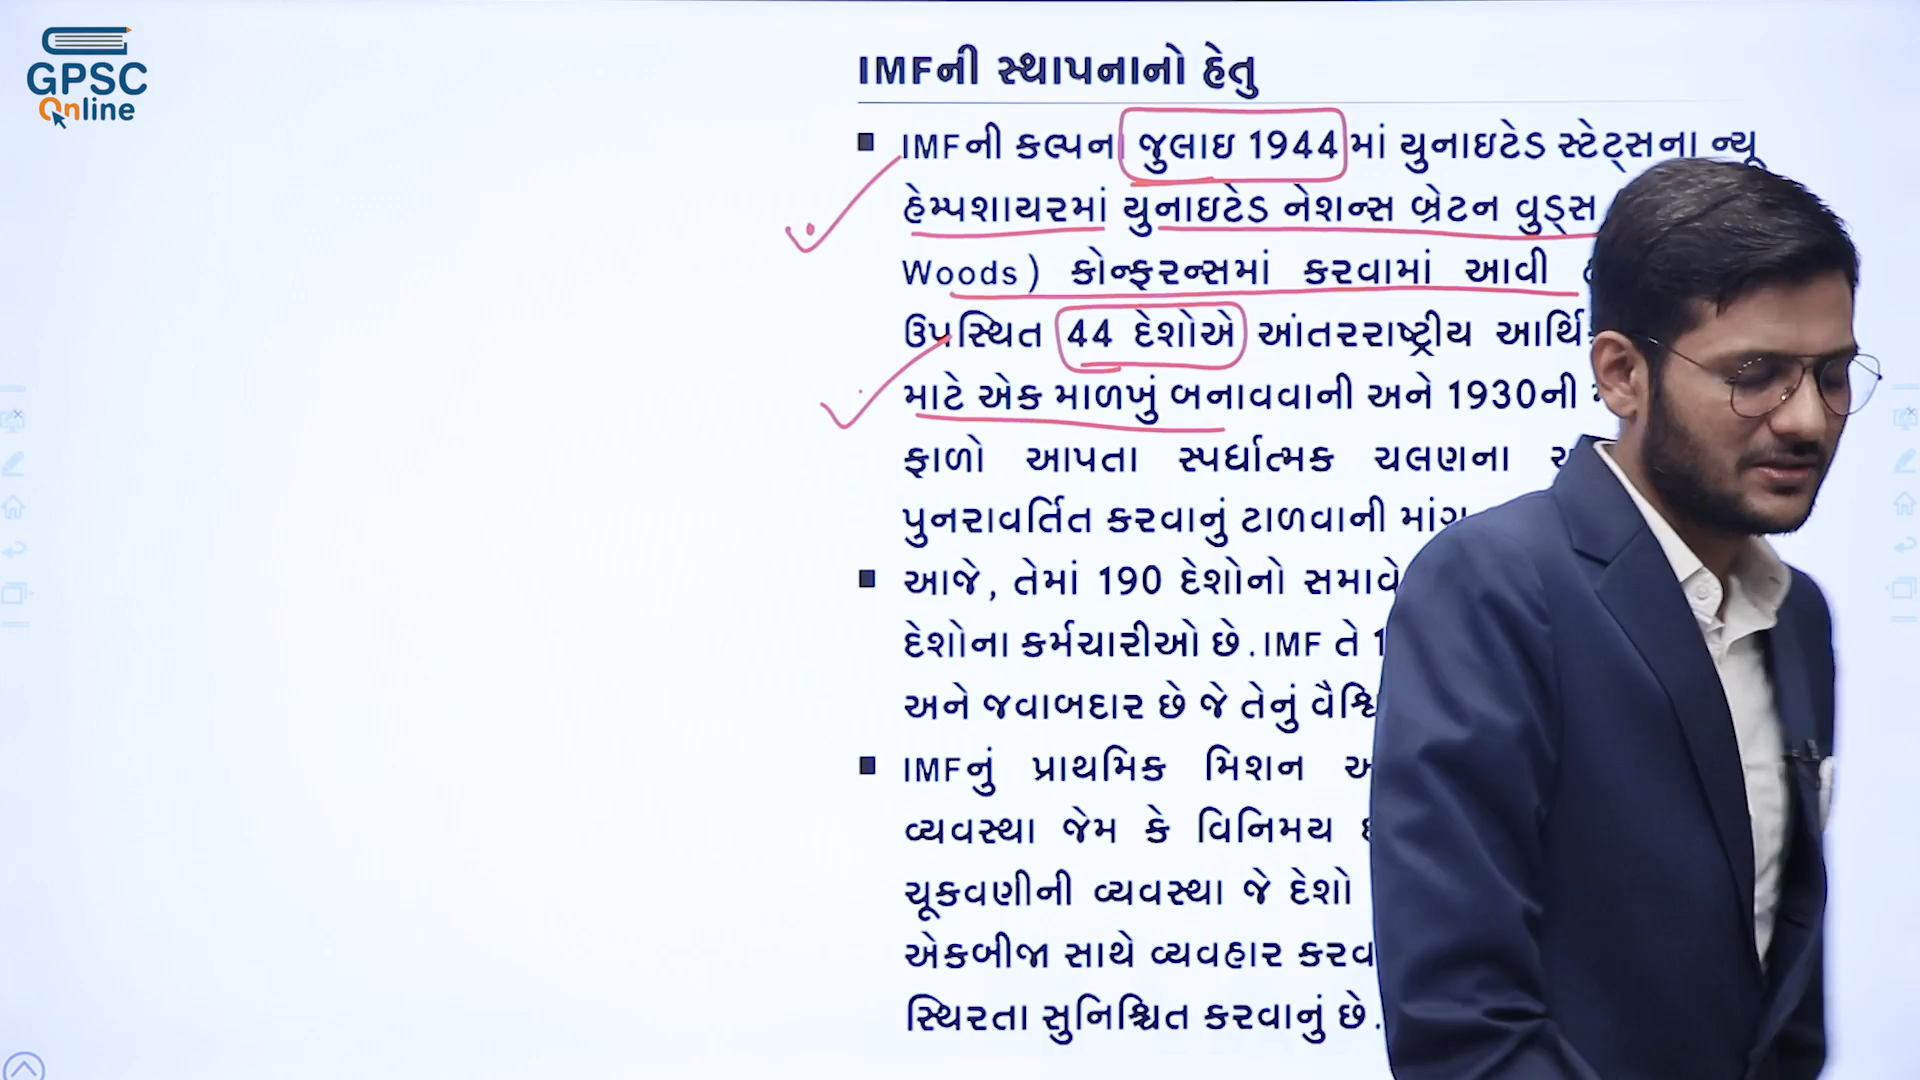 GPSC
Online
IMFની સ્થાપનાનો હેતુ
IMFની કલ્પના જુલાઇ 1944 માં યુનાઇટેડ સ્ટેટ્સના ન્યૂ
હેમ્પશાયરમાં યુનાઇટેડ નેશન્સ બ્રેટન વુડ્સ
Woods) કોન્ફરન્સમાં કરવામાં આવી
ઉપસ્થિત 44 દેશોએ આંતરરાષ્ટ્રીય
માટે એક માળખું બનાવવાની અને 1930ની
ફાળો આપતા સ્પર્ધાત્મક ચલણના
પુનરાવર્તિત કરવાનું ટાળવાની
આજે, તેમાં 190 દેશોનો
દેશોના કર્મચારીઓ છે.IMF તે
અને જવાબદાર છે જે તેનું
IMFનું પ્રાથમિક મિશન
વ્યવસ્થા જેમ કે વિનિમય
ચૂકવણીની વ્યવસ્થા જે દેશો
એકબીજા સાથે વ્યવહાર
સ્થિરતા સુનિશ્ચિત કરવાનું છે.